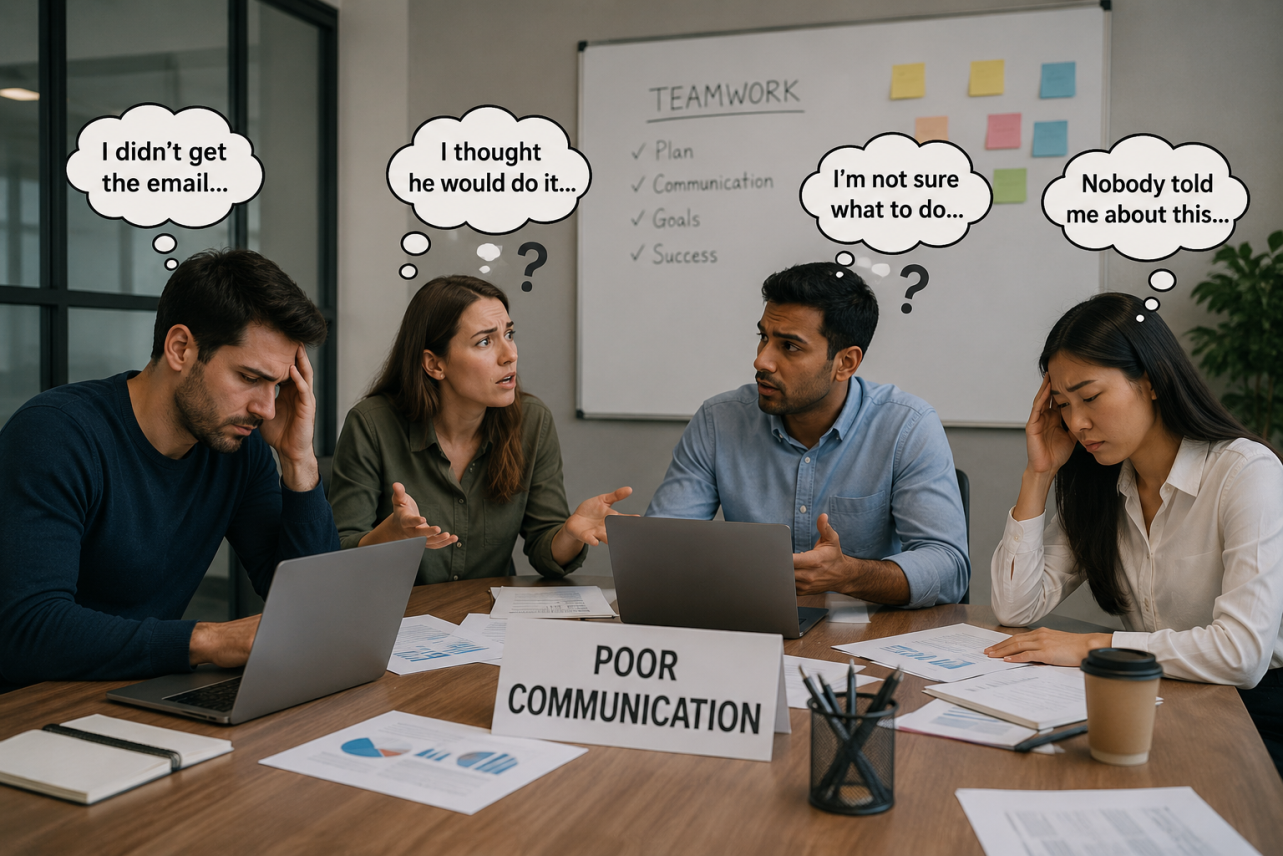 TEAMWORK
✓ Plan
✓ Communication
✓ Goals
✓ Success
I didn't get
the email...
I thought
he would do it...
?
I'm not sure
what to do...
?
Nobody told
me about this...
POOR
COMMUNICATION